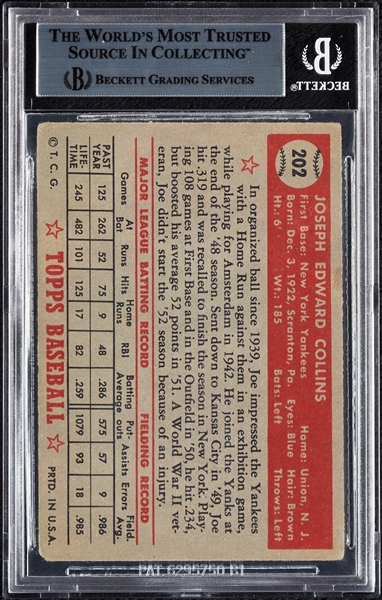 THE WORLD'S MOST TRUSTED
SOURCE IN COLLECTING™
BECKETT GRADING SERVICES
BECKETT
202
JOSEPH EDWARD COLLINS
First Base: New York Yankees Home: Union, N. J.
Born: Dec. 3, 1922, Scranton, Pa. Eyes: Blue Hair: Brown
Ht.: 6' Wt.: 185 Bats: Left Throws: Left
In organized ball since 1939, Joe impressed the Yankees
with a Home Run against them in an exhibition game,
while playing for Amsterdam in 1942. He joined the Yanks at
the end of the '48 season. Sent down to Kansas City in '49, Joe
hit .319 and was recalled to finish the season in New York. Play-
ing 108 games at First Base and in the Outfield in '50, he hit .234,
but boosted his average 52 points in '51. A World War II vet-
eran, Joe didn't start the '52 season because of an injury.
MAJOR LEAGUE BATTING RECORD FIELDING RECORD
Games At Bat Runs Hits Home Runs RBI Batting Average Put-outs Assists Errors Field. Avg.
PAST YEAR 125 262 52 75 9 48 .286 575 57 9 .986
LIFE-TIME 245 482 101 125 17 82 .259 1079 93 18 .985
© T. C. G. TOPPS BASEBALL PRTD. IN U.S.A.
PAT 6295750 B1